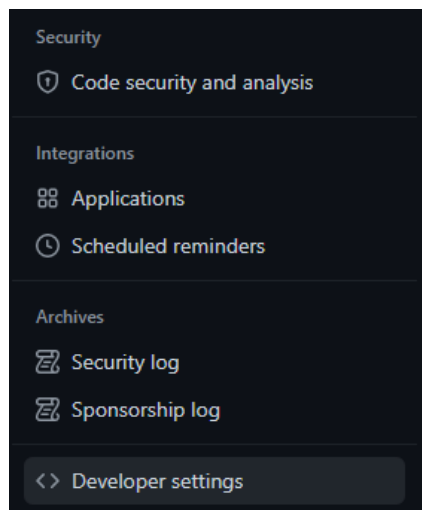 Security
Code security and analysis
Integrations
Applications
Scheduled reminders
Archives
Security log
Sponsorship log
Developer settings